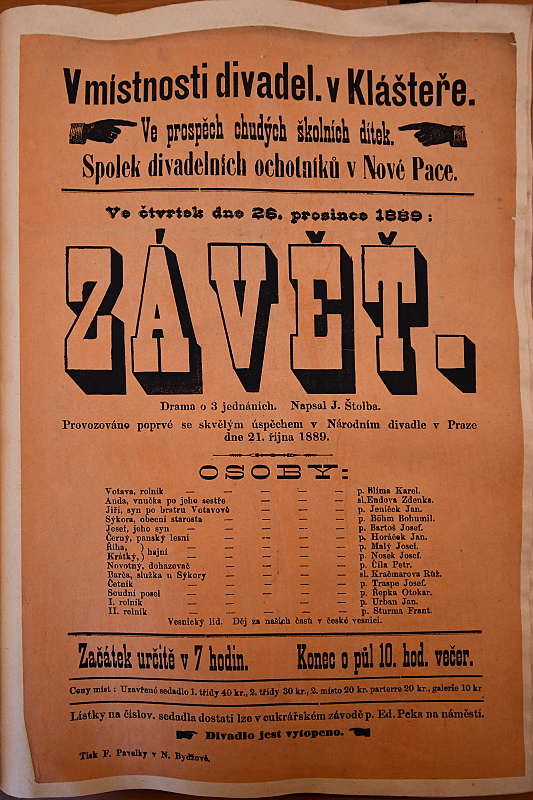 V místnosti divadel. v Klášteře.
Ve prospěch chudých školních dítek.
Spolek divadelních ochotníků v Nové Pace.
Ve čtvrtek dne 26. prosince 1889:
ZÁVĚŤ.
Drama o 3 jednáních. Napsal J. Štolba.
Provozováno poprvé se skvělým úspěchem v Národním divadle v Praze
dne 21. října 1889.
OSOBY:
Votava, rolník — — — — — p. Blíma Karel.
Anda, vnučka po jeho sestře — — — sl. Endova Zdenka.
Jiří, syn po bratru Votavově — — — p. Jeníček Jan.
Sýkora, obecní starosta — — — — p. Böhm Bohumil.
Josef, jeho syn — — — — — p. Bartoš Josef.
Černý, panský lesní — — — — p. Horáček Jan.
Říha, } hajní — — — — — p. Malý Josef.
Krátký, — — — — — p. Nosek Josef.
Novotný, dohazovač — — — — p. Číla Petr.
Barča, služka u Sýkory — — — — sl. Kračmarova Růž.
Četník — — — — — p. Traspe Josef.
Soudní posel — — — — — p. Řepka Otokar.
I. rolník — — — — — p. Urban Jan.
II. rolník — — — — — p. Šturma Frant.
Vesnický lid. Děj za našich časů v české vesnici.
Začátek určitě v 7 hodin. Konec o půl 10. hod. večer.
Ceny míst: Uzavřené sedadlo 1. třídy 40 kr., 2. třídy 30 kr., 2. místo 20 kr. parterre 20 kr., galerie 10 kr
Lístky na číslov. sedadla dostati lze v cukrářském závodě p. Ed. Peka na náměstí.
Divadlo jest vytopeno.
Tisk F. Pavelky v N. Bydžově.